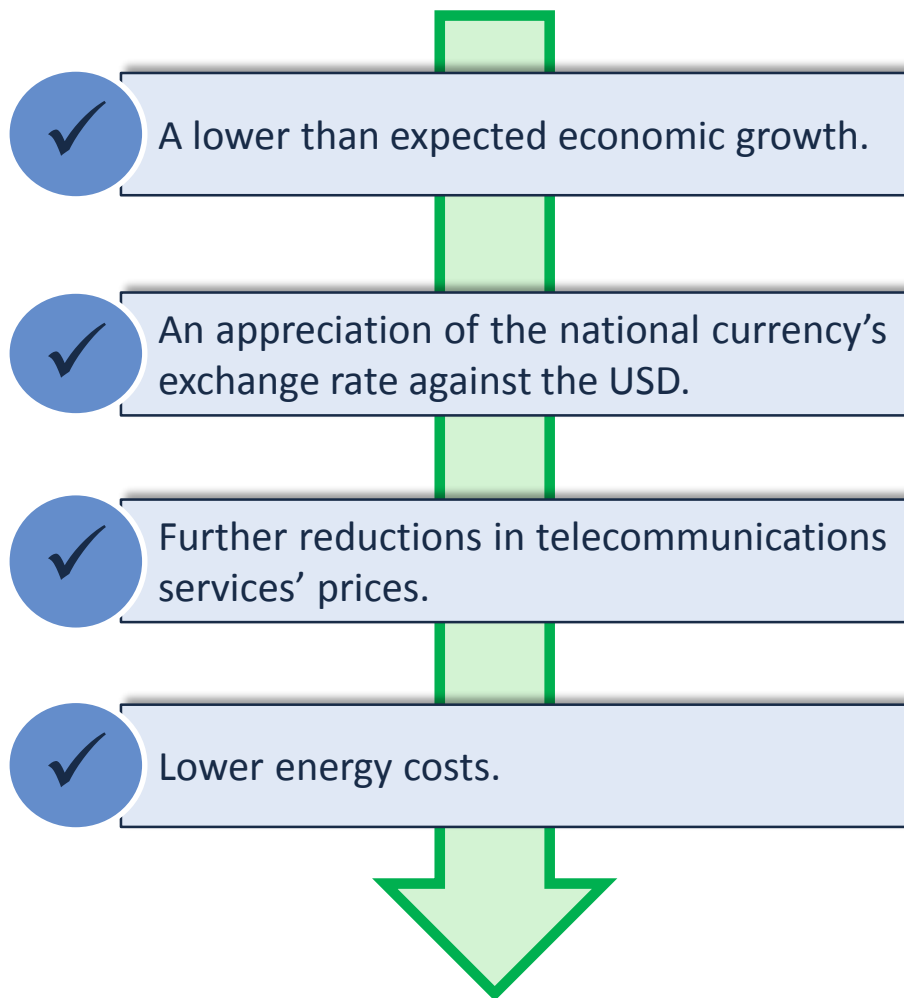 A lower than expected economic growth.
An appreciation of the national currency’s
exchange rate against the USD.
Further reductions in telecommunications
services’ prices.
Lower energy costs.